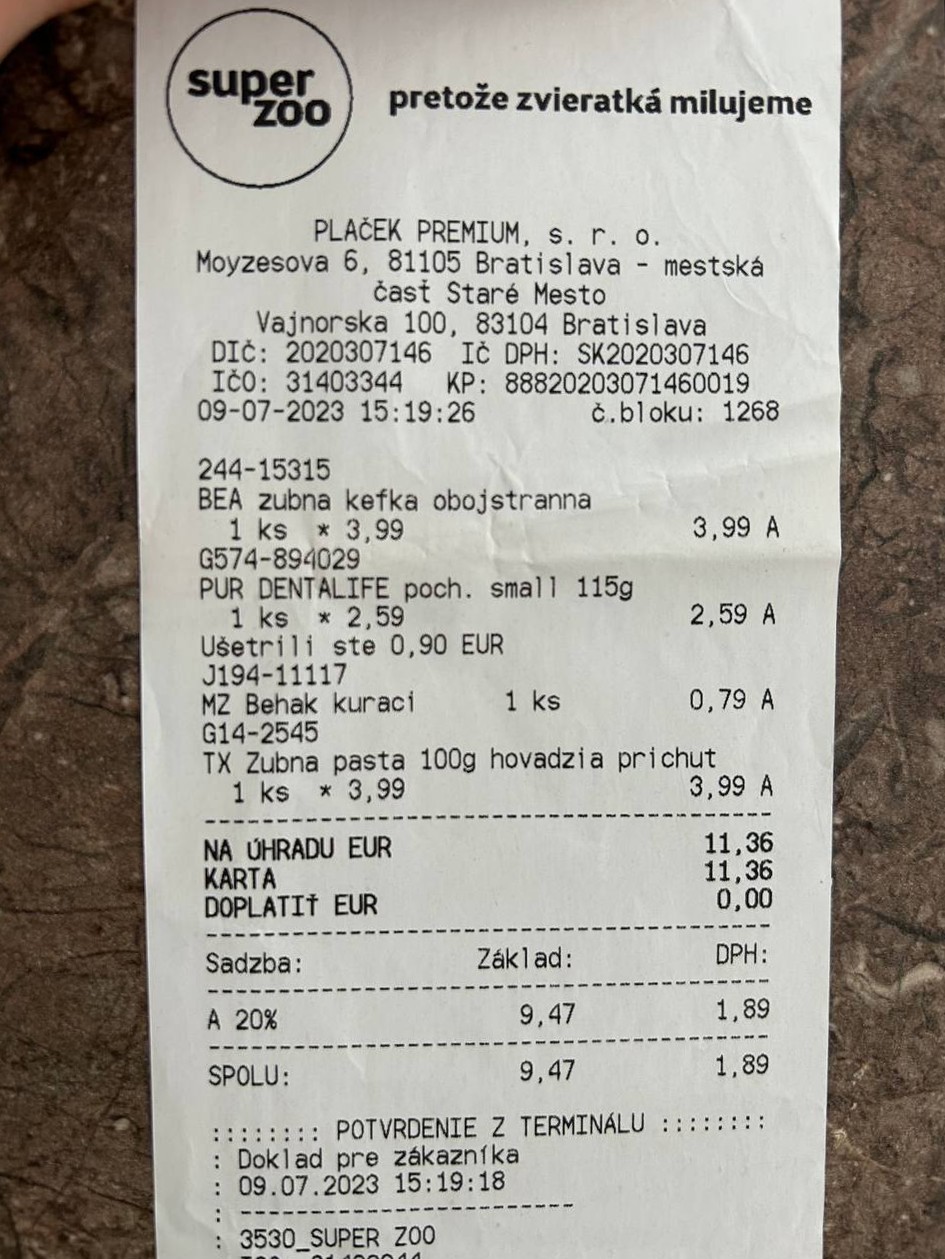 super
zoo
pretože zvieratká milujeme
PLAČEK PREMIUM, s. r. o.
Moyzesova 6, 81105 Bratislava - mestská
časť Staré Mesto
Vajnorska 100, 83104 Bratislava
DIČ: 2020307146 IČ DPH: SK2020307146
IČO: 31403344 KP: 88820203071460019
09-07-2023 15:19:26 č.bloku: 1268
244-15315
BEA zubna kefka obojstranna
1 ks * 3,99 3,99 A
G574-894029
PUR DENTALIFE poch. small 115g
1 ks * 2,59 2,59 A
Ušetrili ste 0,90 EUR
J194-11117
MZ Behak kuraci 1 ks 0,79 A
G14-2545
TX Zubna pasta 100g hovadzia prichut
1 ks * 3,99 3,99 A
--------------------------------------
NA ÚHRADU EUR 11,36
KARTA 11,36
DOPLATIŤ EUR 0,00
--------------------------------------
Sadzba: Základ: DPH:
--------------------------------------
A 20% 9,47 1,89
--------------------------------------
SPOLU: 9,47 1,89
:::::::: POTVRDENIE Z TERMINÁLU ::::::::
: Doklad pre zákazníka
: 09.07.2023 15:19:18
: -----------------------
: 3530_SUPER ZOO